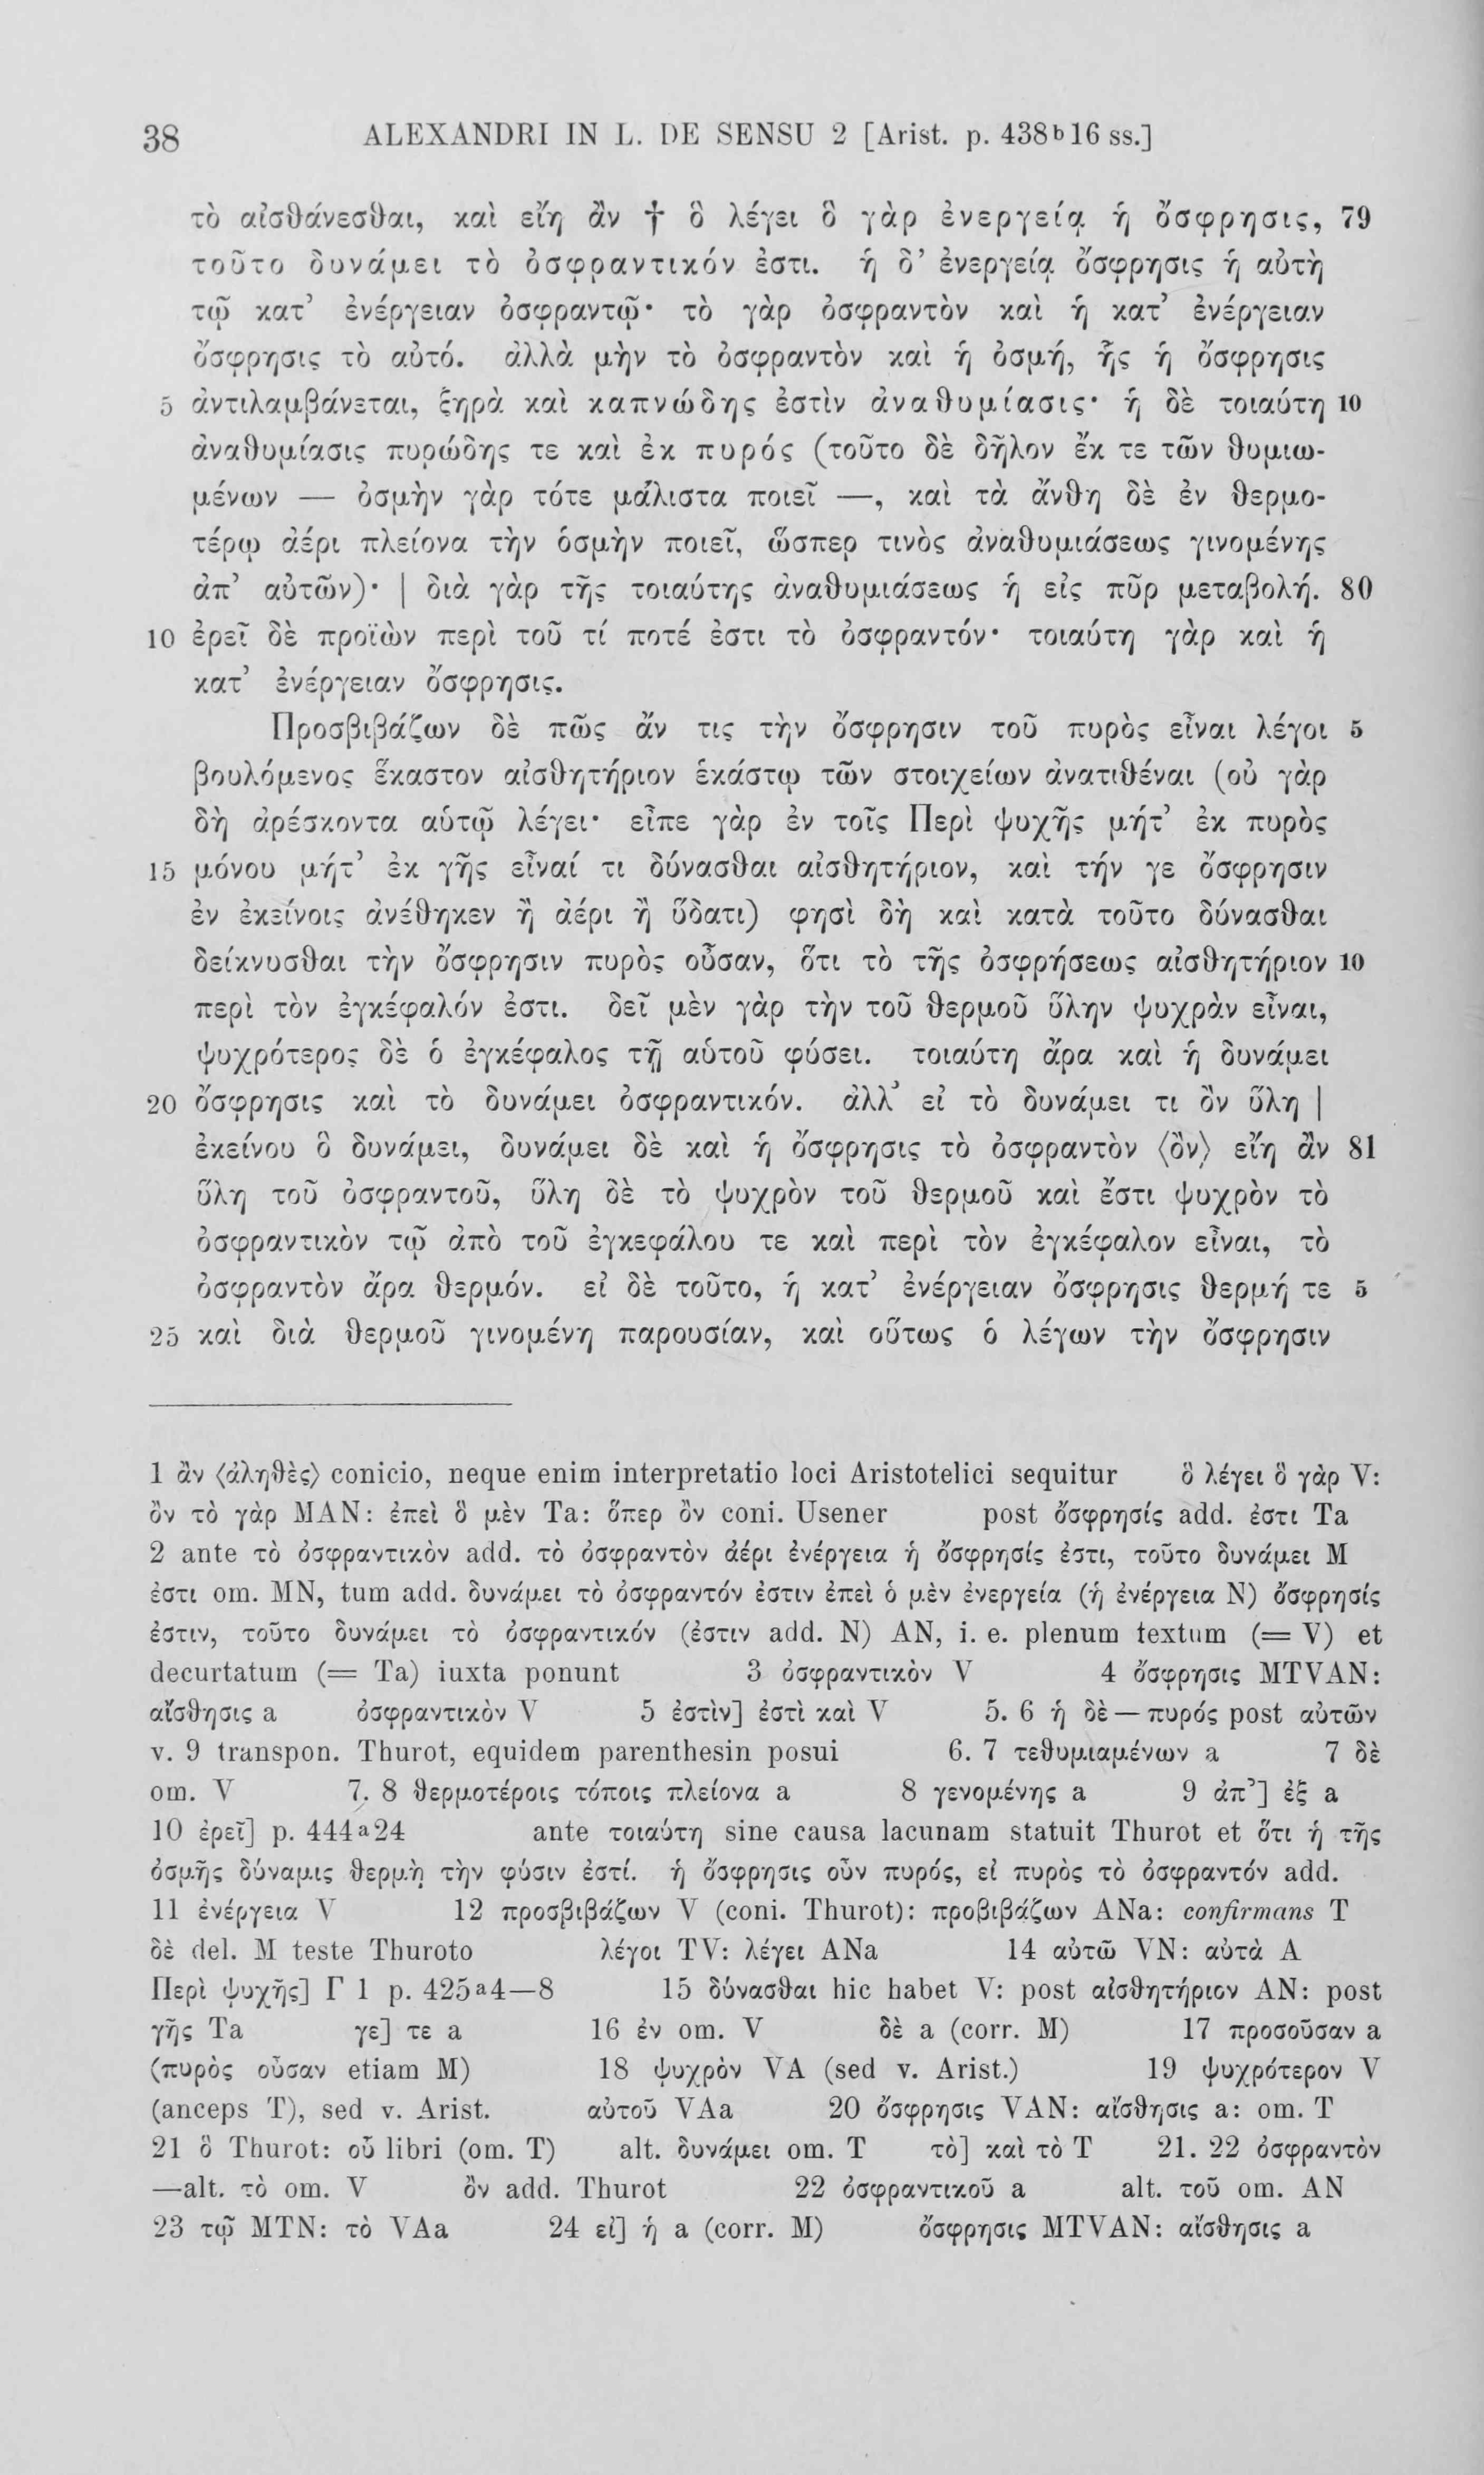 38 ALEXANDRI IN L. DE SENSU 2 [Arist. p. 438ᵇ16 ss.]
τὸ αἰσθάνεσθαι, καὶ εἴη ἂν † ὃ λέγει ὃ γὰρ ἐνεργείᾳ ἡ ὄσφρησις, 79
τοῦτο δυνάμει τὸ ὀσφραντικόν ἐστι. ἡ δ’ ἐνεργείᾳ ὄσφρησις ἡ αὐτὴ
τῷ κατ’ ἐνέργειαν ὀσφραντῷ· τὸ γὰρ ὀσφραντὸν καὶ ἡ κατ’ ἐνέργειαν
ὄσφρησις τὸ αὐτό. ἀλλὰ μὴν τὸ ὀσφραντὸν καὶ ἡ ὀσμή, ἧς ἡ ὄσφρησις
5 ἀντιλαμβάνεται, ξηρὰ καὶ καπνώδης ἐστὶν ἀναθυμίασις· ἡ δὲ τοιαύτη 10
ἀναθυμίασις πυρώδης τε καὶ ἐκ πυρός (τοῦτο δὲ δῆλον ἔκ τε τῶν θυμιω-
μένων — ὀσμὴν γὰρ τότε μάλιστα ποιεῖ —, καὶ τὰ ἄνθη δὲ ἐν θερμο-
τέρῳ ἀέρι πλείονα τὴν ὀσμὴν ποιεῖ, ὥσπερ τινὸς ἀναθυμιάσεως γινομένης
ἀπ’ αὐτῶν)· | διὰ γὰρ τῆς τοιαύτης ἀναθυμιάσεως ἡ εἰς πῦρ μεταβολή. 80
10 ἐρεῖ δὲ προϊὼν περὶ τοῦ τί ποτέ ἐστι τὸ ὀσφραντόν· τοιαύτη γὰρ καὶ ἡ
κατ’ ἐνέργειαν ὄσφρησις.
Προσβιβάζων δὲ πῶς ἄν τις τὴν ὄσφρησιν τοῦ πυρὸς εἶναι λέγοι 5
βουλόμενος ἕκαστον αἰσθητήριον ἑκάστῳ τῶν στοιχείων ἀνατιθέναι (οὐ γὰρ
δὴ ἀρέσκοντα αὑτῷ λέγει· εἶπε γὰρ ἐν τοῖς Περὶ ψυχῆς μήτ’ ἐκ πυρὸς
15 μόνου μήτ’ ἐκ γῆς εἶναί τι δύνασθαι αἰσθητήριον, καὶ τήν γε ὄσφρησιν
ἐν ἐκείνοις ἀνέθηκεν ἢ ἀέρι ἢ ὕδατι) φησὶ δὴ καὶ κατὰ τοῦτο δύνασθαι
δείκνυσθαι τὴν ὄσφρησιν πυρὸς οὖσαν, ὅτι τὸ τῆς ὀσφρήσεως αἰσθητήριον 10
περὶ τὸν ἐγκέφαλόν ἐστι. δεῖ μὲν γὰρ τὴν τοῦ θερμοῦ ὕλην ψυχρὰν εἶναι,
ψυχρότερος δὲ ὁ ἐγκέφαλος τῇ αὑτοῦ φύσει. τοιαύτη ἄρα καὶ ἡ δυνάμει
20 ὄσφρησις καὶ τὸ δυνάμει ὀσφραντικόν. ἀλλ’ εἰ τὸ δυνάμει τι ὂν ὕλη |
ἐκείνου ὃ δυνάμει, δυνάμει δὲ καὶ ἡ ὄσφρησις τὸ ὀσφραντὸν ⟨ὂν⟩ εἴη ἂν 81
ὕλη τοῦ ὀσφραντοῦ, ὕλη δὲ τὸ ψυχρὸν τοῦ θερμοῦ καὶ ἔστι ψυχρὸν τὸ
ὀσφραντικὸν τῷ ἀπὸ τοῦ ἐγκεφάλου τε καὶ περὶ τὸν ἐγκέφαλον εἶναι, τὸ
ὀσφραντὸν ἄρα θερμόν. εἰ δὲ τοῦτο, ἡ κατ’ ἐνέργειαν ὄσφρησις θερμή τε 5
25 καὶ διὰ θερμοῦ γινομένη παρουσίαν, καὶ οὕτως ὁ λέγων τὴν ὄσφρησιν
1 ἂν ⟨ἀληθὲς⟩ conicio, neque enim interpretatio loci Aristotelici sequitur ὃ λέγει ὃ γὰρ V:
ὂν τὸ γὰρ MAN: ἐπεὶ ὃ μὲν Ta: ὅπερ ὂν coni. Usener post ὄσφρησίς add. ἐστι Ta
2 ante τὸ ὀσφραντικὸν add. τὸ ὀσφραντὸν ἀέρι ἐνέργεια ἡ ὄσφρησίς ἐστι, τοῦτο δυνάμει M
ἐστι om. MN, tum add. δυνάμει τὸ ὀσφραντόν ἐστιν ἐπεὶ ὁ μὲν ἐνεργεία (ἡ ἐνέργεια N) ὄσφρησίς
ἐστιν, τοῦτο δυνάμει τὸ ὀσφραντικόν (ἐστιν add. N) AN, i. e. plenum textum (= V) et
decurtatum (= Ta) iuxta ponunt 3 ὀσφραντικὸν V 4 ὄσφρησις MTVAN:
αἴσθησις a ὀσφραντικὸν V 5 ἐστὶν] ἐστὶ καὶ V 5. 6 ἡ δὲ — πυρός post αὐτῶν
v. 9 transpon. Thurot, equidem parenthesin posui 6. 7 τεθυμιαμένων a 7 δὲ
om. V 7. 8 θερμοτέροις τόποις πλείονα a 8 γενομένης a 9 ἀπ’] ἐξ a
10 ἐρεῖ] p. 444ᵃ24 ante τοιαύτη sine causa lacunam statuit Thurot et ὅτι ἡ τῆς
ὀσμῆς δύναμις θερμὴ τὴν φύσιν ἐστί. ἡ ὄσφρησις οὖν πυρός, εἰ πυρὸς τὸ ὀσφραντόν add.
11 ἐνέργεια V 12 προσβιβάζων V (coni. Thurot): προβιβάζων ANa: confirmans T
δὲ del. M teste Thuroto λέγοι TV: λέγει ANa 14 αὐτῶ VN: αὐτὰ A
Περὶ ψυχῆς] Γ 1 p. 425ᵃ4—8 15 δύνασθαι hic habet V: post αἰσθητήριον AN: post
γῆς Ta γε] τε a 16 ἐν om. V δὲ a (corr. M) 17 προσοῦσαν a
(πυρὸς οὖσαν etiam M) 18 ψυχρὸν VA (sed v. Arist.) 19 ψυχρότερον V
(anceps T), sed v. Arist. αὐτοῦ VAa 20 ὄσφρησις VAN: αἴσθησις a: om. T
21 ὃ Thurot: οὗ libri (om. T) alt. δυνάμει om. T τὸ] καὶ τὸ T 21. 22 ὀσφραντὸν
—alt. τὸ om. V ὂν add. Thurot 22 ὀσφραντικοῦ a alt. τοῦ om. AN
23 τῷ MTN: τὸ VAa 24 εἰ] ἡ a (corr. M) ὄσφρησις MTVAN: αἴσθησις a